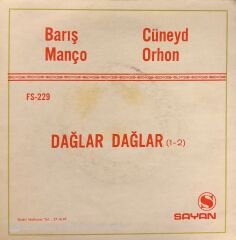 Barış Manço
Cüneyd Orhon
FS-229
DAĞLAR DAĞLAR (1-2)
S
SAYAN